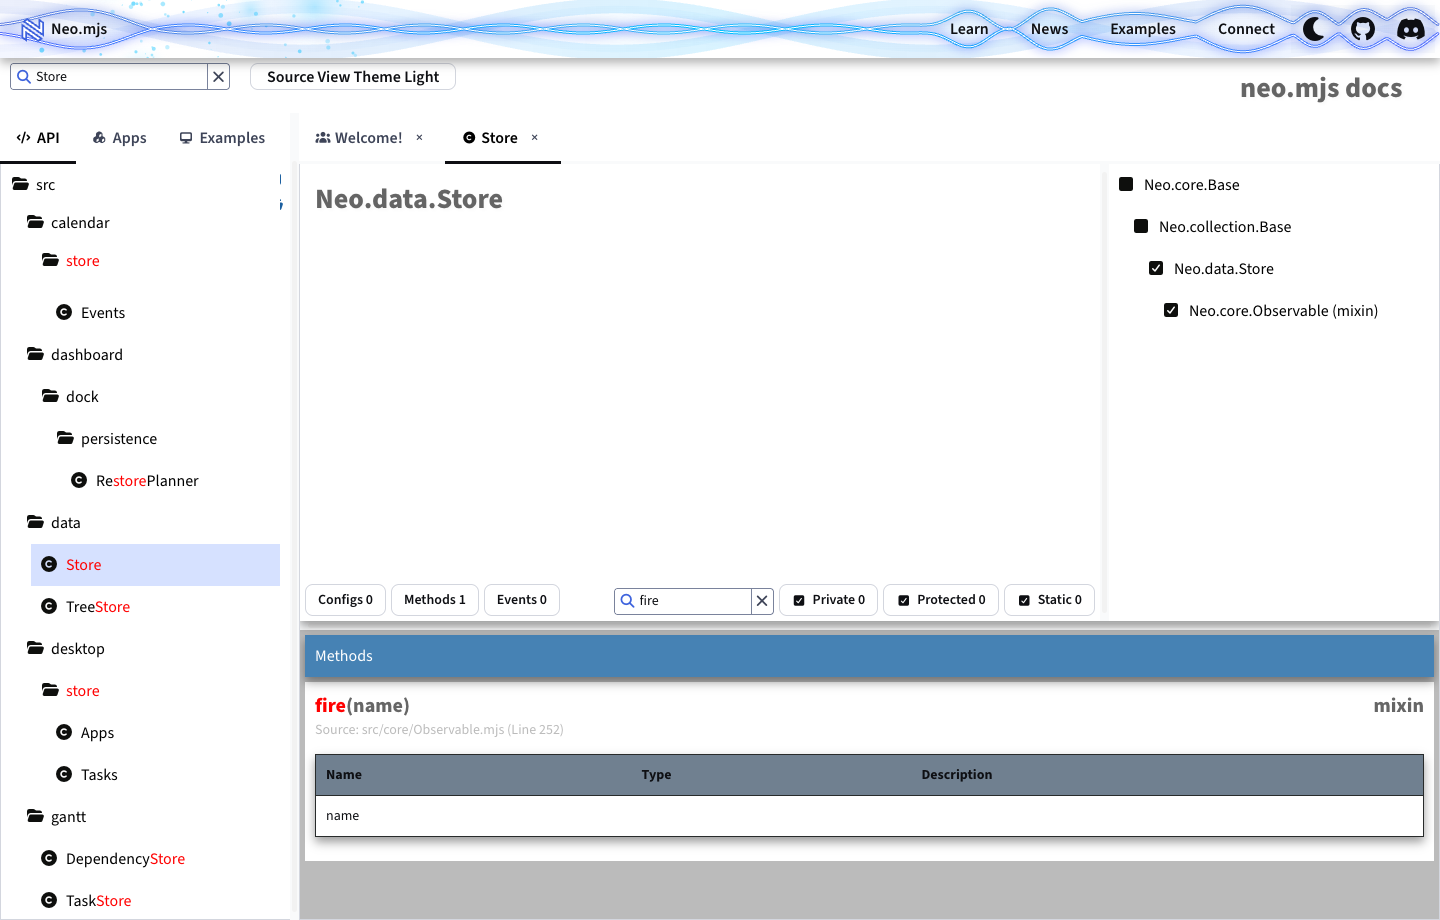 Neo.mjs
Learn
News
Examples
Connect
Store
Source View Theme Light
neo.mjs docs
API
Apps
Examples
Welcome!
Store
src
calendar
store
Events
dashboard
dock
persistence
RestorePlanner
data
Store
TreeStore
desktop
store
Apps
Tasks
gantt
DependencyStore
TaskStore
Neo.data.Store
Neo.core.Base
Neo.collection.Base
Neo.data.Store
Neo.core.Observable (mixin)
Configs 0
Methods 1
Events 0
fire
Private 0
Protected 0
Static 0
Methods
fire(name)
mixin
Source: src/core/Observable.mjs (Line 252)
Name Type Description
name